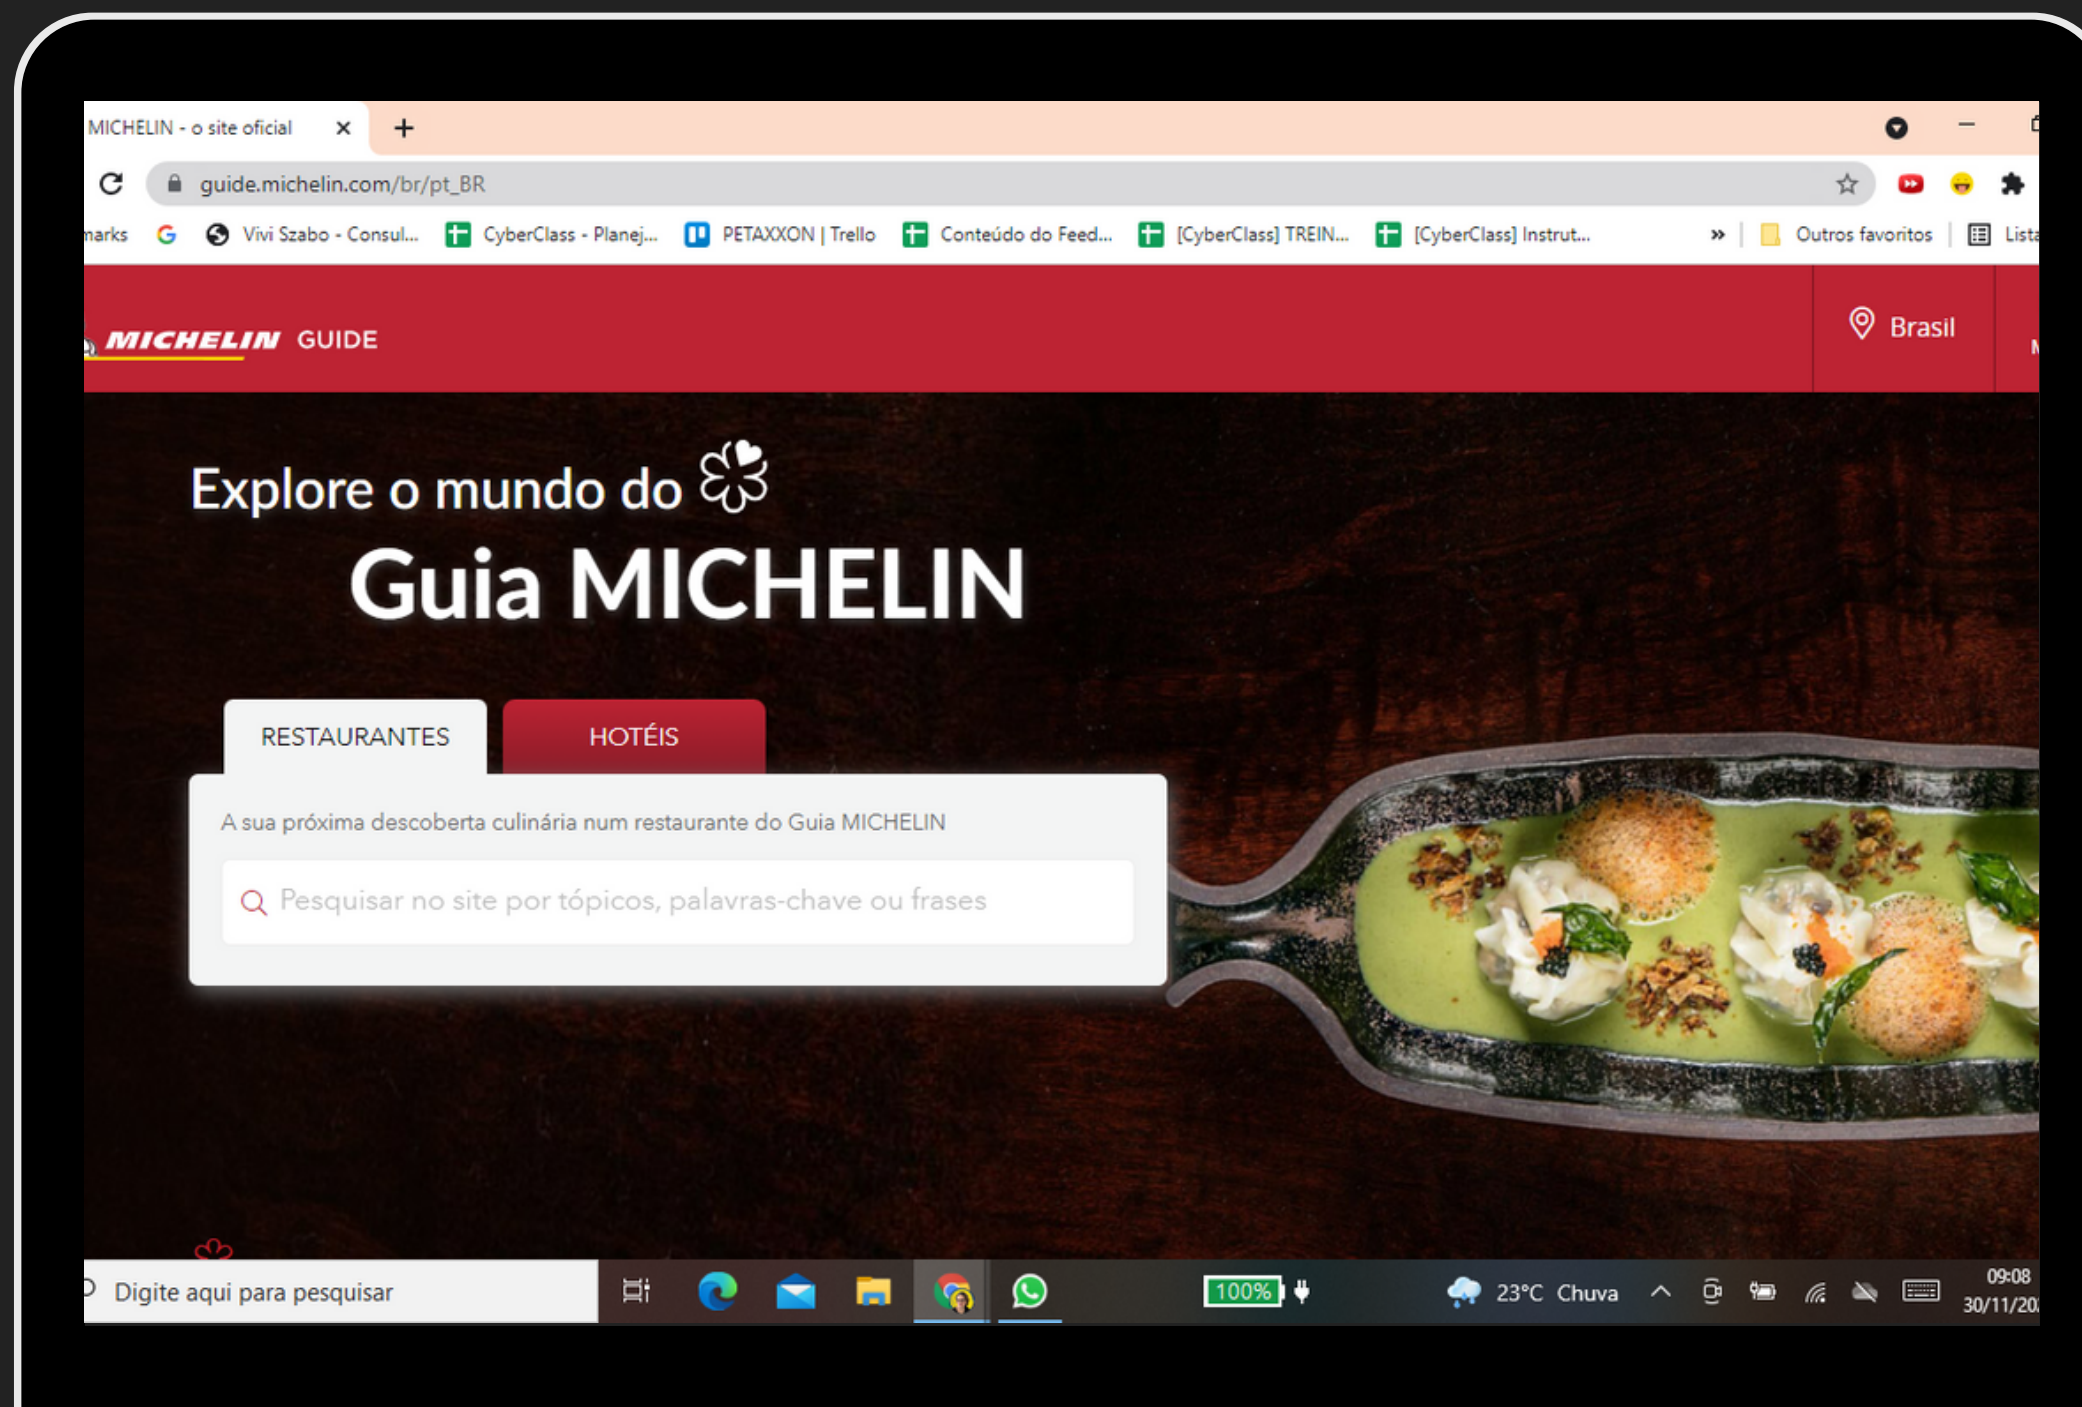 MICHELIN - o site oficial
guide.michelin.com/br/pt_BR
Vivi Szabo - Consul... CyberClass - Planej... PETAXXON | Trello Conteúdo do Feed... [CyberClass] TREIN... [CyberClass] Instrut... Outros favoritos
MICHELIN GUIDE
Brasil
Explore o mundo do
Guia MICHELIN
RESTAURANTES HOTÉIS
A sua próxima descoberta culinária num restaurante do Guia MICHELIN
Pesquisar no site por tópicos, palavras-chave ou frases
Digite aqui para pesquisar
100%
23°C Chuva
09:08
30/11/20